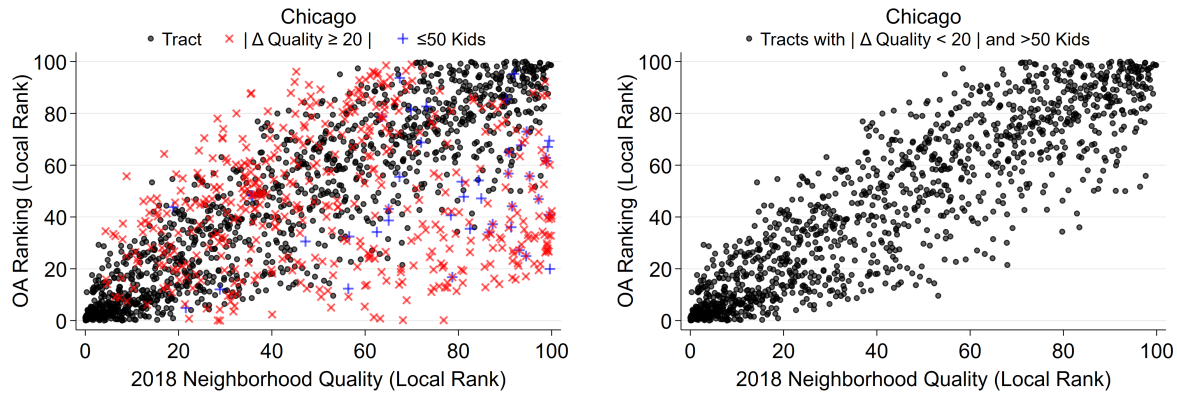 Chicago
Tract | Δ Quality ≥ 20 | ≤50 Kids
OA Ranking (Local Rank)
100
80
60
40
20
0
0 20 40 60 80 100
2018 Neighborhood Quality (Local Rank)
Chicago
Tracts with | Δ Quality < 20 | and >50 Kids
OA Ranking (Local Rank)
100
80
60
40
20
0
0 20 40 60 80 100
2018 Neighborhood Quality (Local Rank)